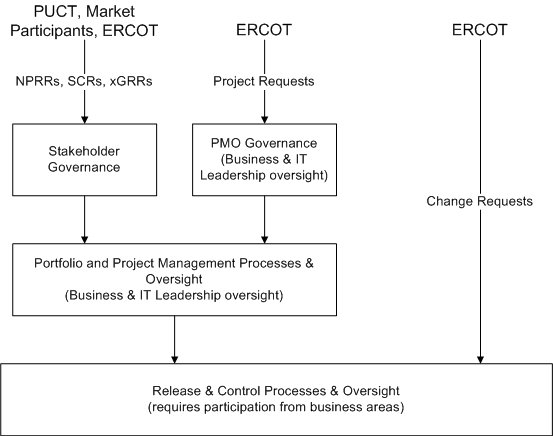 PUCT, Market
Participants, ERCOT
ERCOT
ERCOT
NPRRs, SCRs, xGRRs
Project Requests
Stakeholder
Governance
PMO Governance
(Business & IT
Leadership oversight)
Change Requests
Portfolio and Project Management Processes &
Oversight
(Business & IT Leadership oversight)
Release & Control Processes & Oversight
(requires participation from business areas)